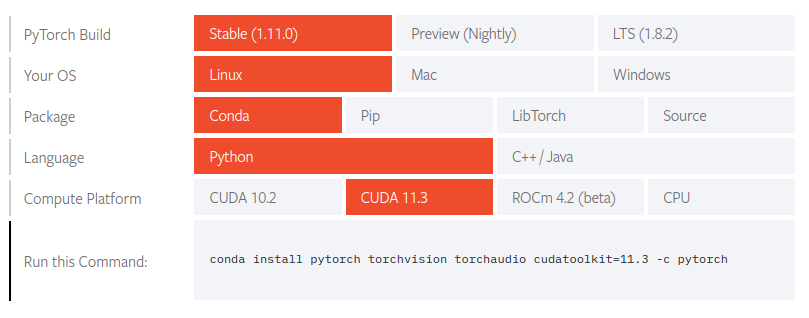 PyTorch Build Stable (1.11.0) Preview (Nightly) LTS (1.8.2)
Your OS Linux Mac Windows
Package Conda Pip LibTorch Source
Language Python C++ / Java
Compute Platform CUDA 10.2 CUDA 11.3 ROCm 4.2 (beta) CPU
Run this Command: conda install pytorch torchvision torchaudio cudatoolkit=11.3 -c pytorch